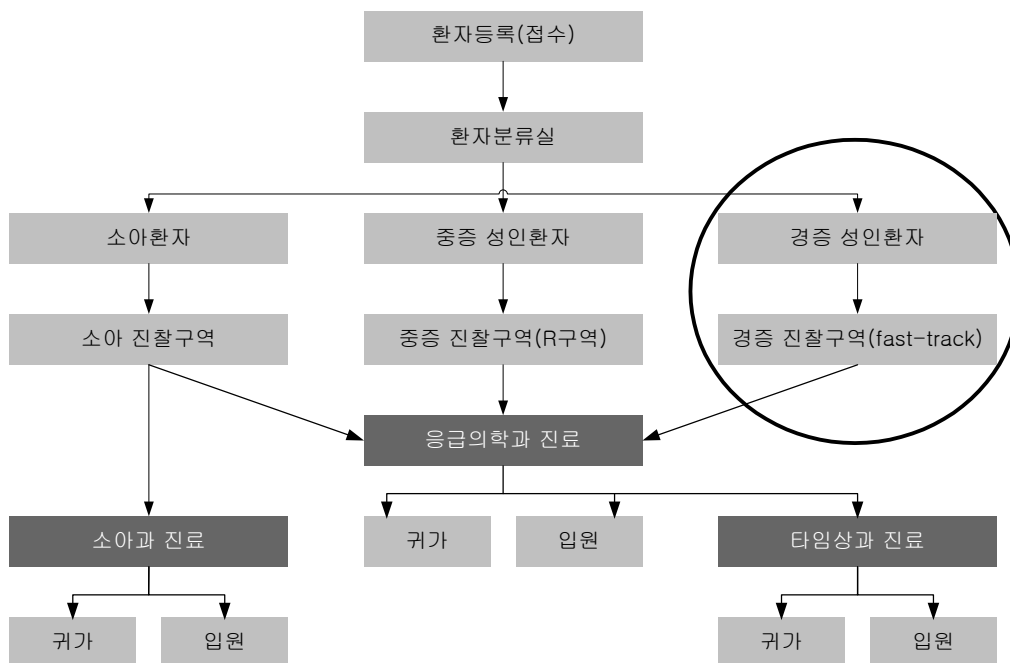 환자등록(접수)
환자분류실
소아환자
중증 성인환자
경증 성인환자
소아 진찰구역
중증 진찰구역(R구역)
경증 진찰구역(fast-track)
응급의학과 진료
소아과 진료
귀가
입원
타임상과 진료
귀가
입원
귀가
입원